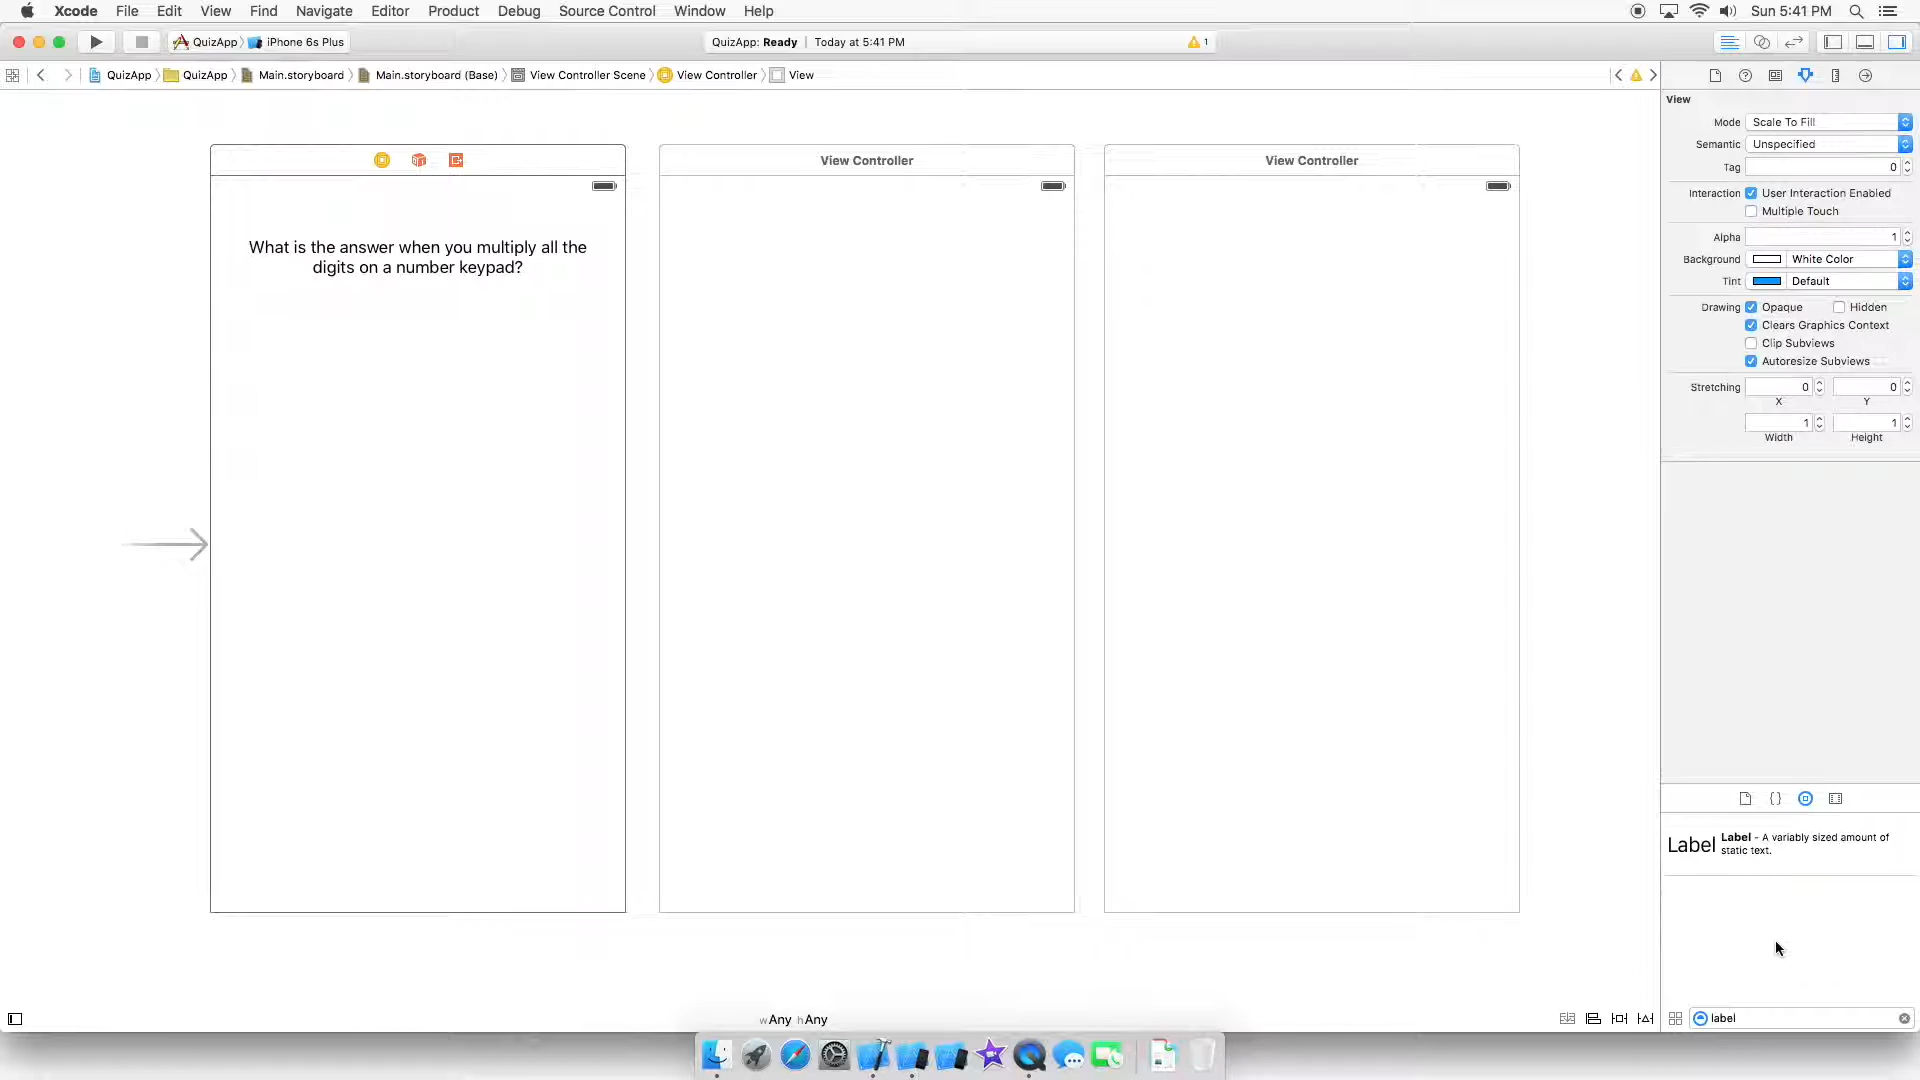 Xcode File Edit View Find Navigate Editor Product Debug Source Control Window Help
Sun 5:41 PM
QuizApp iPhone 6s Plus
QuizApp: Ready | Today at 5:41 PM
1
QuizApp QuizApp Main.storyboard Main.storyboard (Base) View Controller Scene View Controller View
View Controller
View Controller
What is the answer when you multiply all the
digits on a number keypad?
View
Mode Scale To Fill
Semantic Unspecified
Tag 0
Interaction User Interaction Enabled
Multiple Touch
Alpha 1
Background White Color
Tint Default
Drawing Opaque Hidden
Clears Graphics Context
Clip Subviews
Autoresize Subviews
Stretching 0 0
X Y
1 1
Width Height
Label Label - A variably sized amount of
static text.
wAny hAny
label